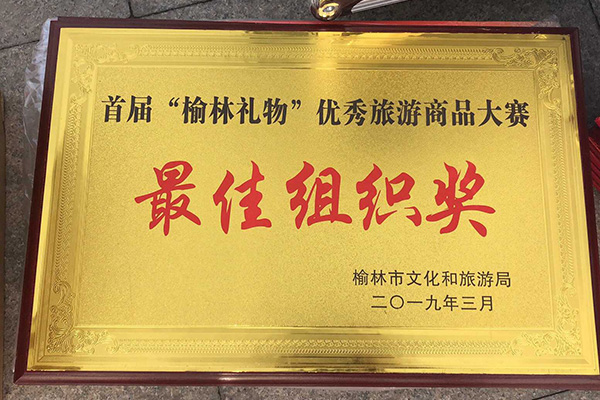 首届“榆林礼物”优秀旅游商品大赛
最佳组织奖
榆林市文化和旅游局
二〇一九年三月